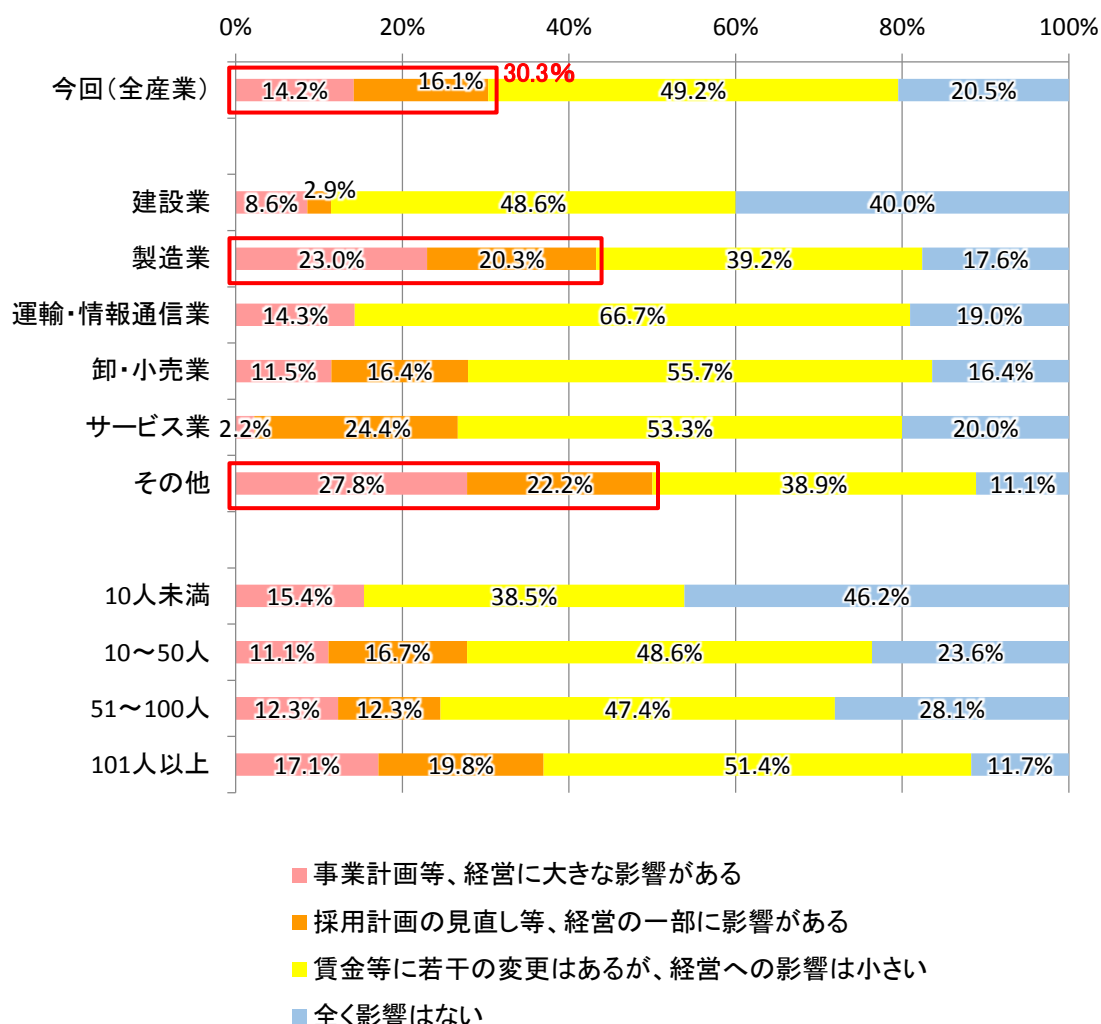 0% 20% 40% 60% 80% 100%
30.3%
今回(全産業) 14.2% 16.1% 49.2% 20.5%
建設業 8.6% 2.9% 48.6% 40.0%
製造業 23.0% 20.3% 39.2% 17.6%
運輸・情報通信業 14.3% 66.7% 19.0%
卸・小売業 11.5% 16.4% 55.7% 16.4%
サービス業 2.2% 24.4% 53.3% 20.0%
その他 27.8% 22.2% 38.9% 11.1%
10人未満 15.4% 38.5% 46.2%
10~50人 11.1% 16.7% 48.6% 23.6%
51~100人 12.3% 12.3% 47.4% 28.1%
101人以上 17.1% 19.8% 51.4% 11.7%
事業計画等、経営に大きな影響がある
採用計画の見直し等、経営の一部に影響がある
賃金等に若干の変更はあるが、経営への影響は小さい
全く影響はない